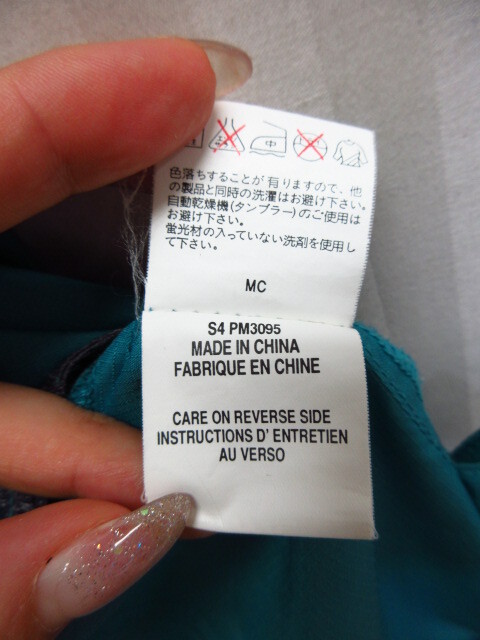 中
色落ちすることが有りますので、他
の製品と同時の洗濯はお避け下さい。
自動乾燥機(タンブラー)のご使用は
お避け下さい。
蛍光材の入っていない洗剤を使用し
て下さい。
MC
S4 PM3095
MADE IN CHINA
FABRIQUE EN CHINE
CARE ON REVERSE SIDE
INSTRUCTIONS D' ENTRETIEN
AU VERSO